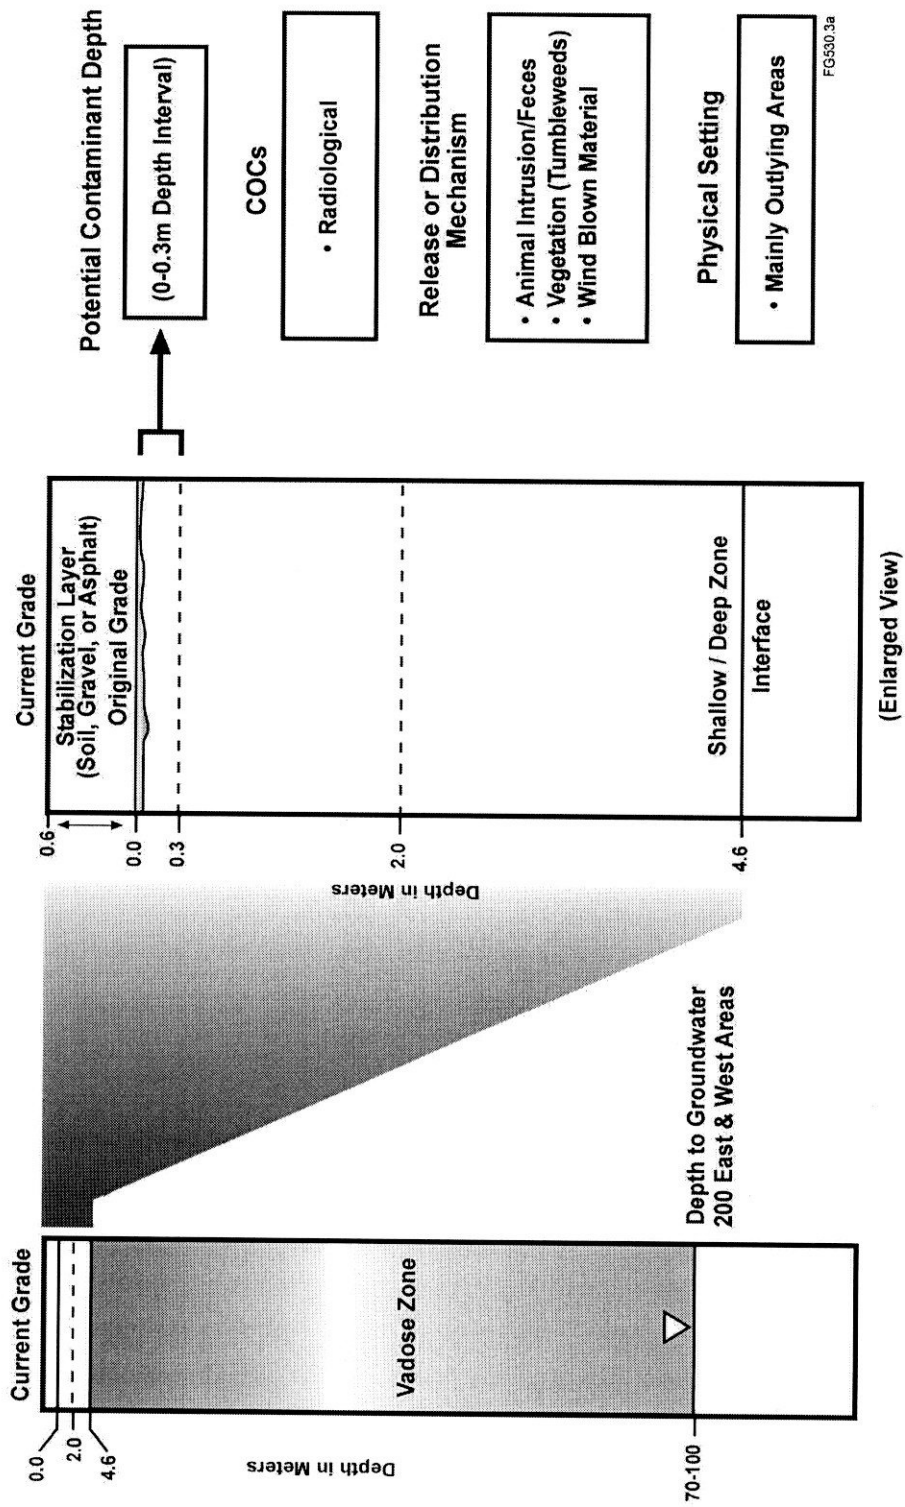 Current Grade
0.0
2.0
4.6
Depth in Meters
Vadose Zone
70-100
Depth to Groundwater
200 East & West Areas
Current Grade
0.6
Stabilization Layer
(Soil, Gravel, or Asphalt)
Original Grade
0.0
0.3
2.0
Depth in Meters
4.6
Shallow / Deep Zone
Interface
(Enlarged View)
Potential Contaminant Depth
(0-0.3m Depth Interval)
COCs
• Radiological
Release or Distribution
Mechanism
• Animal Intrusion/Feces
• Vegetation (Tumbleweeds)
• Wind Blown Material
Physical Setting
• Mainly Outlying Areas
FG530.3a